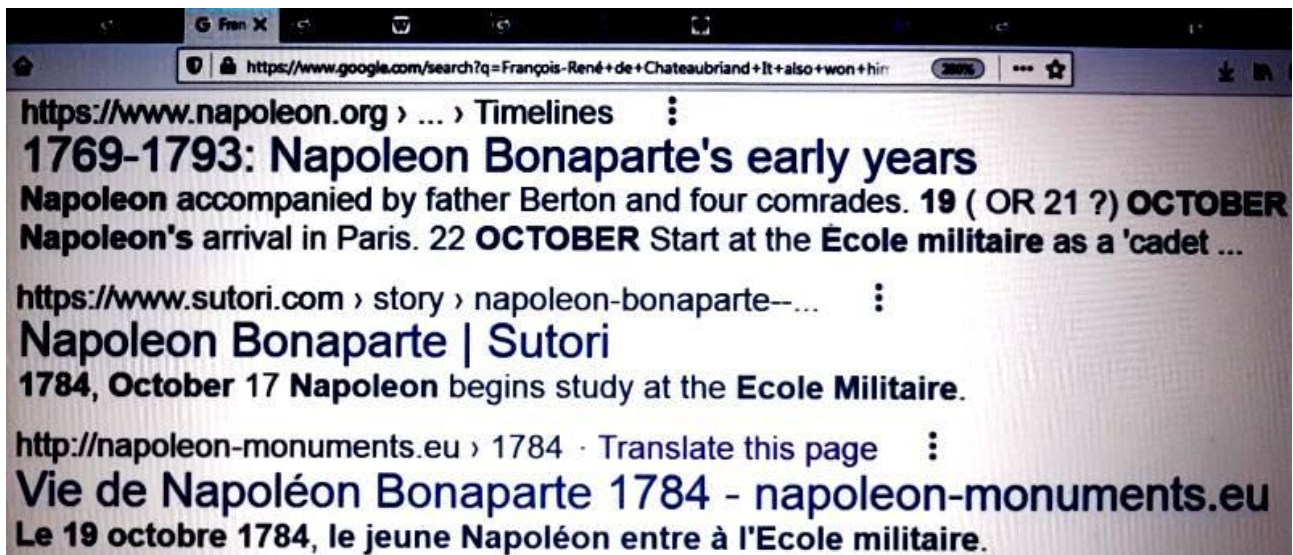 G Fran X W
https://www.google.com/search?q=François-René+de+Chateaubriand+It+also+won+hir 200% ...
https://www.napoleon.org › ... › Timelines
1769-1793: Napoleon Bonaparte's early years
Napoleon accompanied by father Berton and four comrades. 19 ( OR 21 ?) OCTOBER
Napoleon's arrival in Paris. 22 OCTOBER Start at the École militaire as a 'cadet ...
https://www.sutori.com › story › napoleon-bonaparte--...
Napoleon Bonaparte | Sutori
1784, October 17 Napoleon begins study at the Ecole Militaire.
http://napoleon-monuments.eu › 1784 · Translate this page
Vie de Napoléon Bonaparte 1784 - napoleon-monuments.eu
Le 19 octobre 1784, le jeune Napoléon entre à l'Ecole militaire.